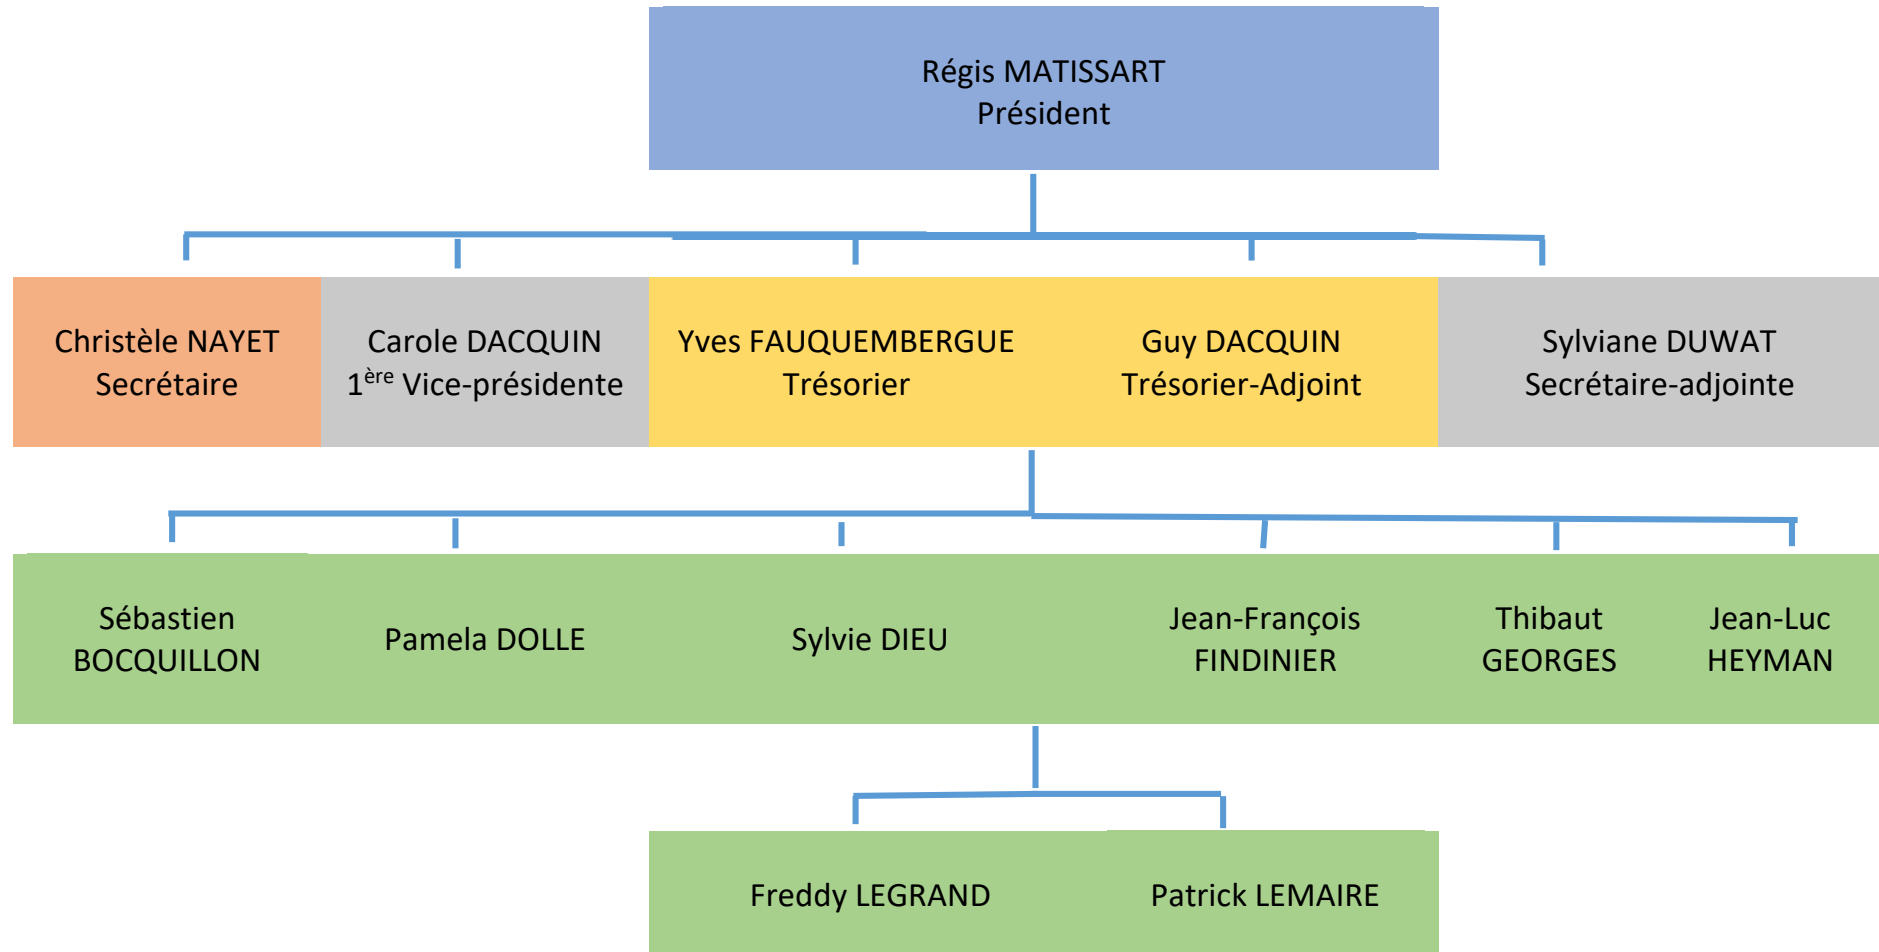 Régis MATISSART
Président
Christèle NAYET
Secrétaire
Carole DACQUIN
1ère Vice-présidente
Yves FAUQUEMBERGUE
Trésorier
Guy DACQUIN
Trésorier-Adjoint
Sylviane DUWAT
Secrétaire-adjointe
Sébastien
BOCQUILLON
Pamela DOLLE
Sylvie DIEU
Jean-François
FINDINIER
Thibaut
GEORGES
Jean-Luc
HEYMAN
Freddy LEGRAND
Patrick LEMAIRE